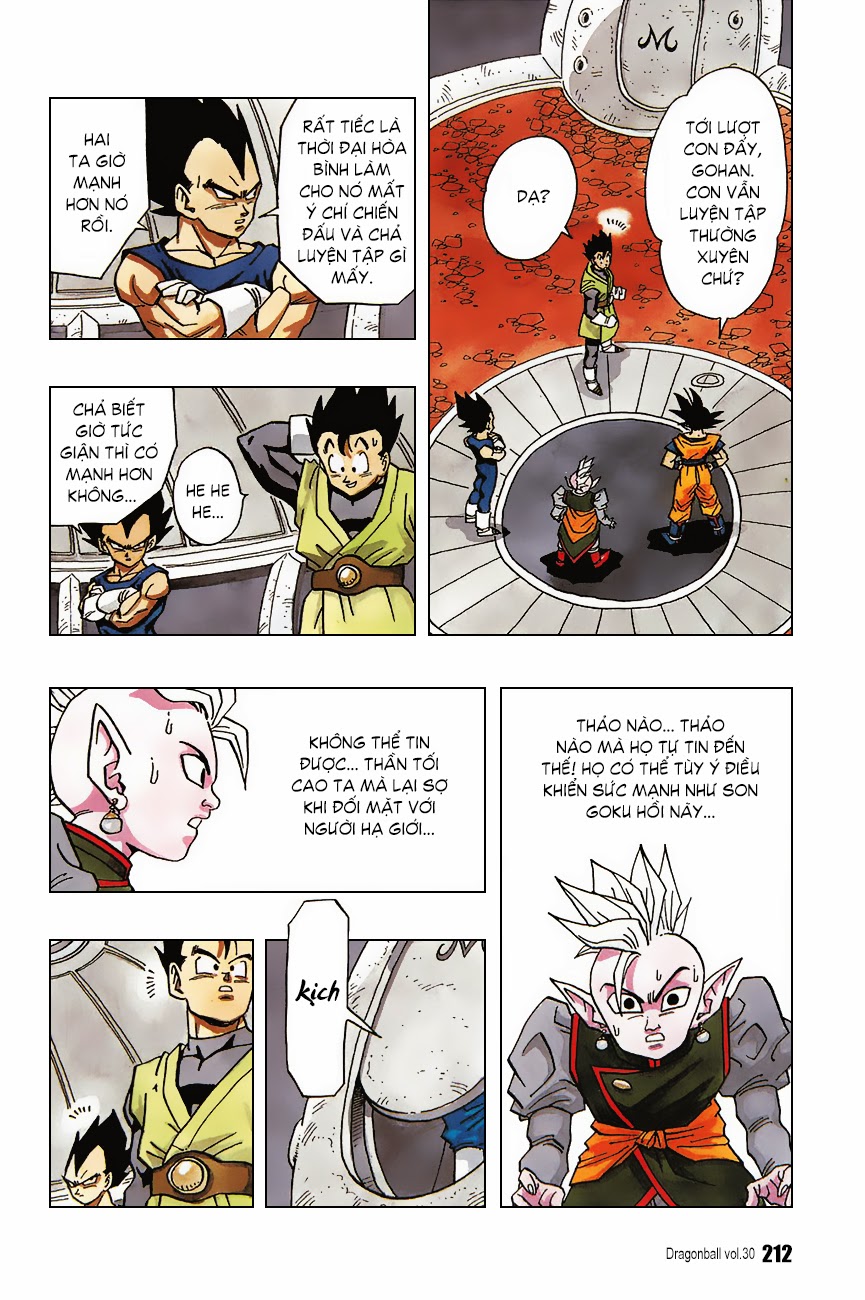 TỚI LƯỢT
CON ĐẤY,
GOHAN.
CON VẪN
LUYỆN TẬP
THƯỜNG
XUYÊN
CHỨ?
DẠ?
M
RẤT TIẾC LÀ
THỜI ĐẠI HÒA
BÌNH LÀM
CHO NÓ MẤT
Ý CHÍ CHIẾN
ĐẤU VÀ CHẢ
LUYỆN TẬP GÌ
MẤY.
HAI
TA GIỜ
MẠNH
HƠN NÓ
RỒI.
HE HE
HE...
CHẢ BIẾT
GIỜ TỨC
GIẬN THÌ CÓ
MẠNH HƠN
KHÔNG...
THẢO NÀO... THẢO
NÀO MÀ HỌ TỰ TIN ĐẾN
THẾ! HỌ CÓ THỂ TÙY Ý ĐIỀU
KHIỂN SỨC MẠNH NHƯ SON
GOKU HỒI NÀY...
KHÔNG THỂ TIN
ĐƯỢC... THẦN TỐI
CAO TA MÀ LẠI SỢ
KHI ĐỐI MẶT VỚI
NGƯỜI HẠ GIỚI...
M
kịch
Dragonball vol.30 212